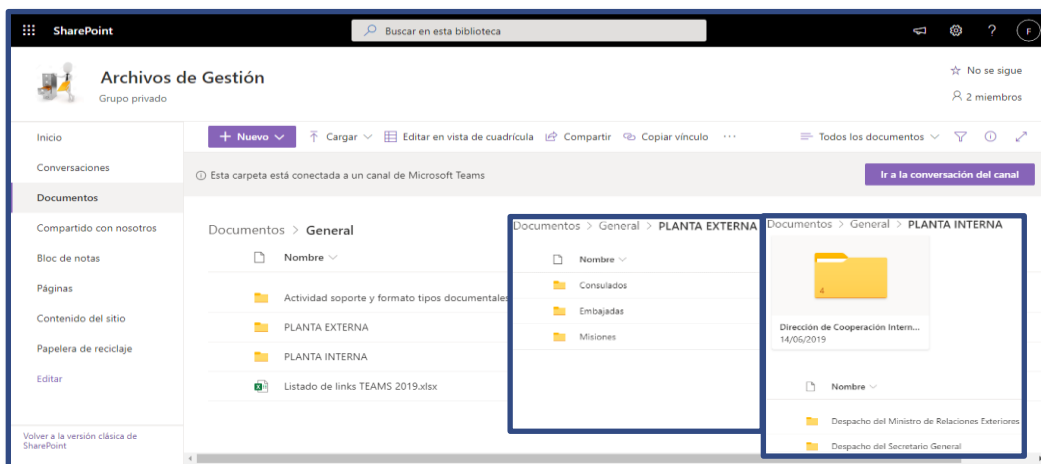 SharePoint
Buscar en esta biblioteca
?
F
Archivos de Gestión
Grupo privado
No se sigue
2 miembros
Inicio
Conversaciones
Documentos
Compartido con nosotros
Bloc de notas
Páginas
Contenido del sitio
Papelera de reciclaje
Editar
Volver a la versión clásica de
SharePoint
+ Nuevo
Cargar
Editar en vista de cuadrícula
Compartir
Copiar vínculo
···
Todos los documentos
Esta carpeta está conectada a un canal de Microsoft Teams
Ir a la conversación del canal
Documentos > General
Nombre
Actividad soporte y formato tipos documentales
PLANTA EXTERNA
PLANTA INTERNA
Listado de links TEAMS 2019.xlsx
Documentos > General > PLANTA EXTERNA
Nombre
Consulados
Embajadas
Misiones
Documentos > General > PLANTA INTERNA
4
Dirección de Cooperación Intern...
14/06/2019
Nombre
Despacho del Ministro de Relaciones Exteriores
Despacho del Secretario General